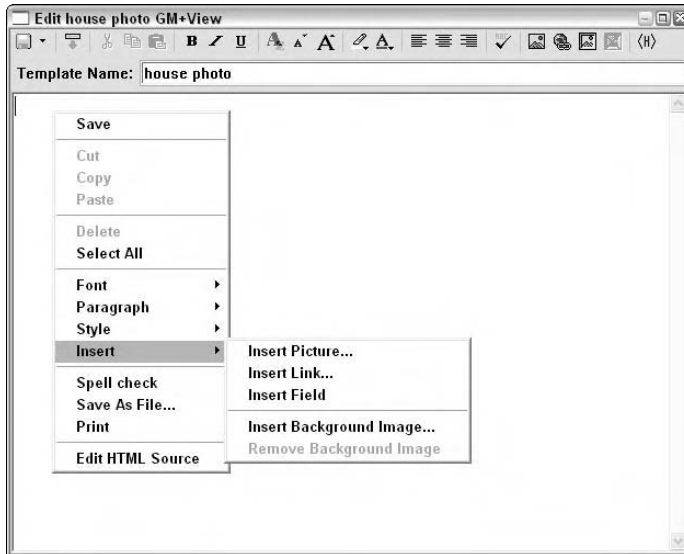 Edit house photo GM+View
B I U A A A A ⟨H⟩
Template Name: house photo
Save
Cut
Copy
Paste
Delete
Select All
Font
Paragraph
Style
Insert
Insert Picture...
Insert Link...
Insert Field
Spell check
Save As File...
Print
Insert Background Image...
Remove Background Image
Edit HTML Source